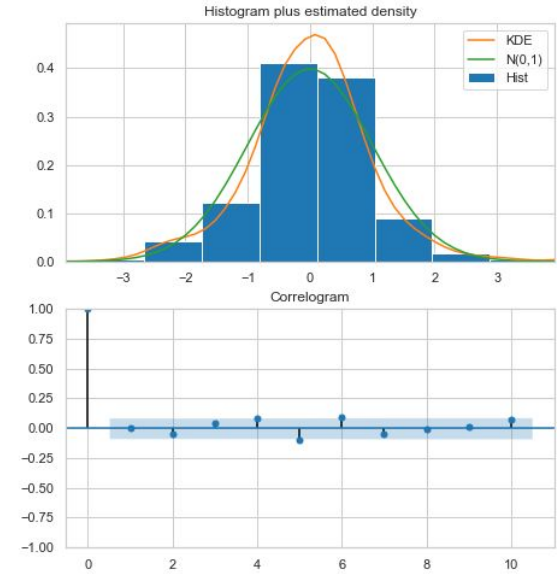 Histogram plus estimated density
KDE
N(0,1)
Hist
0.4
0.3
0.2
0.1
0.0
−3 −2 −1 0 1 2 3
Correlogram
1.00
0.75
0.50
0.25
0.00
−0.25
−0.50
−0.75
−1.00
0 2 4 6 8 10